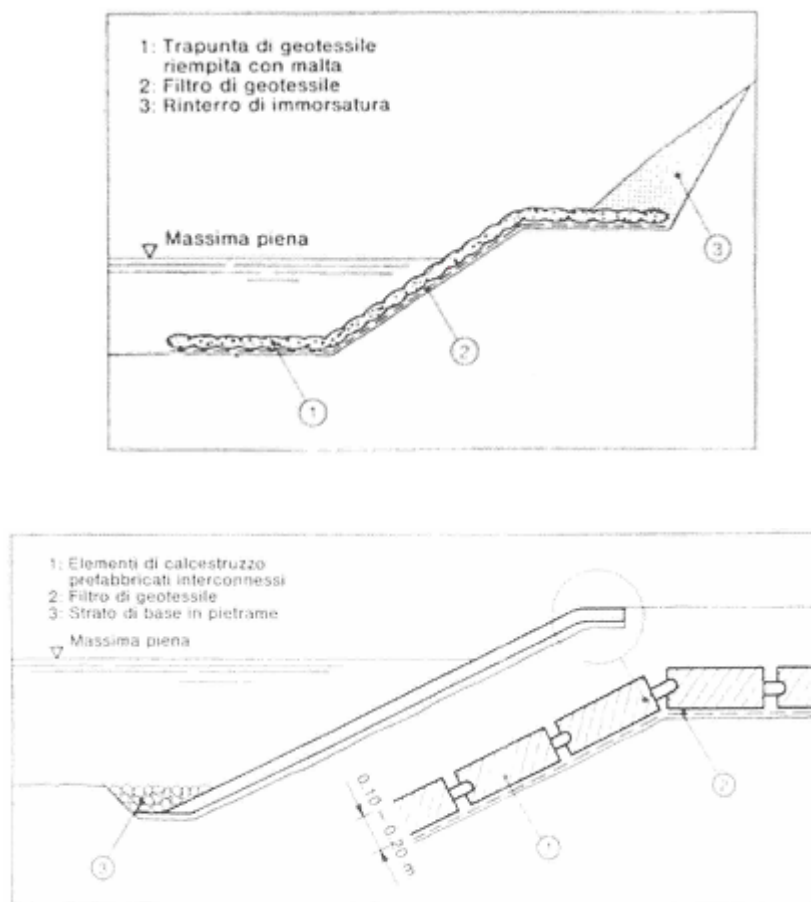 1: Trapunta di geotessile
riempita con malta
2: Filtro di geotessile
3: Rinterro di immorsatura
Massima piena
3
2
1
1: Elementi di calcestruzzo
prefabbricati interconnessi
2: Filtro di geotessile
3: Strato di base in pietrame
Massima piena
0.10 – 0.20 m
2
1
3